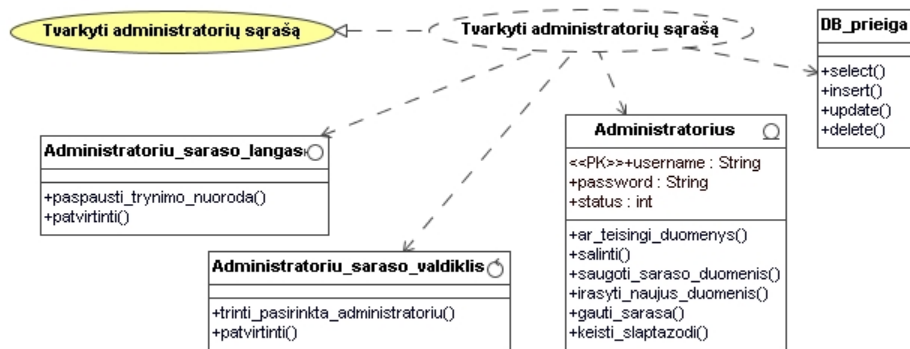 Tvarkyti administratorių sąrašą
Tvarkyti administratorių sąrašą
DB_prieiga
+select()
+insert()
+update()
+delete()
Administratoriu_saraso_langas
+paspausti_trynimo_nuoroda()
+patvirtinti()
Administratorius
<<PK>>+username : String
+password : String
+status : int
+ar_teisingi_duomenys()
+salinti()
+saugoti_saraso_duomenis()
+irasyti_naujus_duomenis()
+gauti_sarasa()
+keisti_slaptazodi()
Administratoriu_saraso_valdiklis
+trinti_pasirinkta_administratoriu()
+patvirtinti()